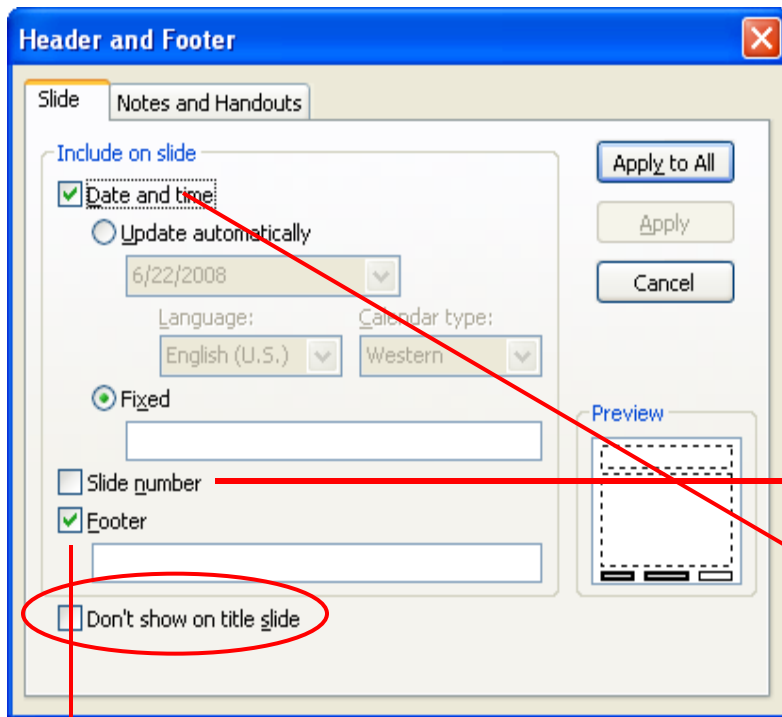 Header and Footer
Slide Notes and Handouts
Include on slide
Apply to All
Date and time
Update automatically
Apply
6/22/2008
Cancel
Language: Calendar type:
English (U.S.) Western
Fixed
Preview
Slide number
Footer
Don't show on title slide